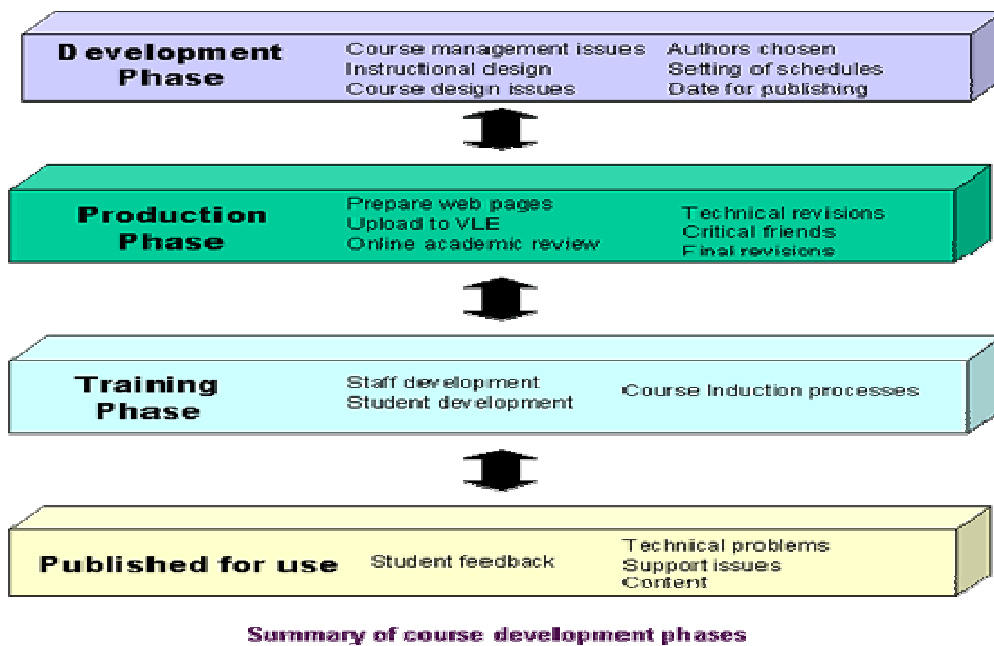 Development
Phase
Course management issues
Instructional design
Course design issues
Authors chosen
Setting of schedules
Date for publishing
Production
Phase
Prepare web pages
Upload to VLE
Online academic review
Technical revisions
Critical friends
Final revisions
Training
Phase
Staff development
Student development
Course Induction processes
Published for use
Student feedback
Technical problems
Support issues
Content
Summary of course development phases